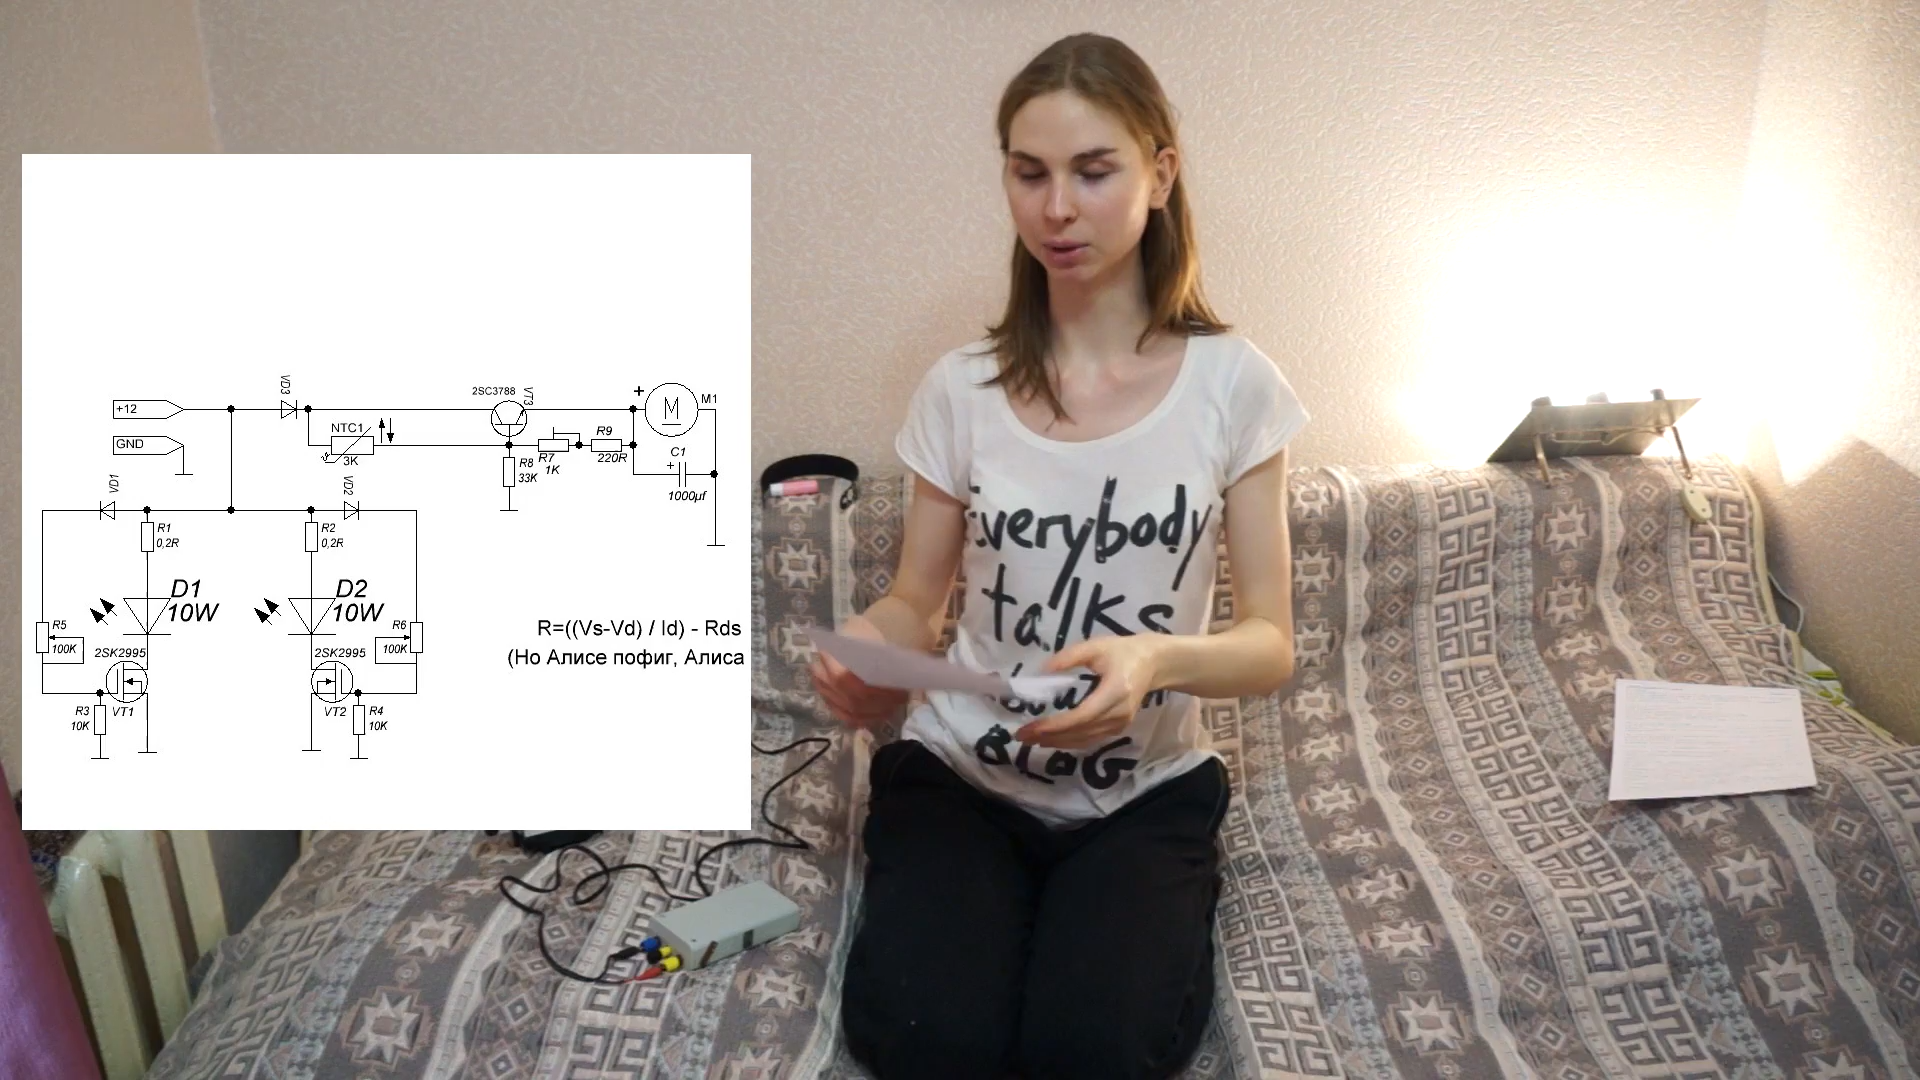 2SC3788
VT3
VD3
+12
GND
NTC1
3K
R8
33K
R7
1K
R9
220R
+
M
M1
C1
+
1000µf
VD1
VD2
R1
0,2R
R2
0,2R
D1
10W
D2
10W
R5
100K
2SK2995
VT1
R3
10K
2SK2995
VT2
R6
100K
R4
10K
R=((Vs-Vd) / Id) - Rds
(Но Алисе пофиг, Алиса
Everybody
talks
BLOG